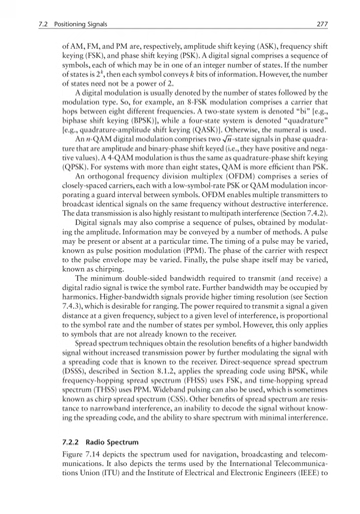 7.2 Positioning Signals 277
of AM, FM, and PM are, respectively, amplitude shift keying (ASK), frequency shift
keying (FSK), and phase shift keying (PSK). A digital signal comprises a sequence of
symbols, each of which may be in one of an integer number of states. If the number
of states is 2ᵏ, then each symbol conveys k bits of information. However, the number
of states need not be a power of 2.
A digital modulation is usually denoted by the number of states followed by the
modulation type. So, for example, an 8-FSK modulation comprises a carrier that
hops between eight different frequencies. A two-state system is denoted “bi” [e.g.,
biphase shift keying (BPSK)], while a four-state system is denoted “quadrature”
[e.g., quadrature-amplitude shift keying (QASK)]. Otherwise, the numeral is used.
An n-QAM digital modulation comprises two √n-state signals in phase quadra-
ture that are amplitude and binary-phase shift keyed (i.e., they have positive and nega-
tive values). A 4-QAM modulation is thus the same as quadrature-phase shift keying
(QPSK). For systems with more than eight states, QAM is more efficient than PSK.
An orthogonal frequency division multiplex (OFDM) comprises a series of
closely-spaced carriers, each with a low-symbol-rate PSK or QAM modulation incor-
porating a guard interval between symbols. OFDM enables multiple transmitters to
broadcast identical signals on the same frequency without destructive interference.
The data transmission is also highly resistant to multipath interference (Section 7.4.2).
Digital signals may also comprise a sequence of pulses, obtained by modulat-
ing the amplitude. Information may be conveyed by a number of methods. A pulse
may be present or absent at a particular time. The timing of a pulse may be varied,
known as pulse position modulation (PPM). The phase of the carrier with respect
to the pulse envelope may be varied. Finally, the pulse shape itself may be varied,
known as chirping.
The minimum double-sided bandwidth required to transmit (and receive) a
digital radio signal is twice the symbol rate. Further bandwidth may be occupied by
harmonics. Higher-bandwidth signals provide higher timing resolution (see Section
7.4.3), which is desirable for ranging. The power required to transmit a signal a given
distance at a given frequency, subject to a given level of interference, is proportional
to the symbol rate and the number of states per symbol. However, this only applies
to symbols that are not already known to the receiver.
Spread spectrum techniques obtain the resolution benefits of a higher bandwidth
signal without increased transmission power by further modulating the signal with
a spreading code that is known to the receiver. Direct-sequence spread spectrum
(DSSS), described in Section 8.1.2, applies the spreading code using BPSK, while
frequency-hopping spread spectrum (FHSS) uses FSK, and time-hopping spread
spectrum (THSS) uses PPM. Wideband pulsing can also be used, which is sometimes
known as chirp spread spectrum (CSS). Other benefits of spread spectrum are resis-
tance to narrowband interference, an inability to decode the signal without know-
ing the spreading code, and the ability to share spectrum with minimal interference.
7.2.2 Radio Spectrum
Figure 7.14 depicts the spectrum used for navigation, broadcasting and telecom-
munications. It also depicts the terms used by the International Telecommunica-
tions Union (ITU) and the Institute of Electrical and Electronic Engineers (IEEE) to